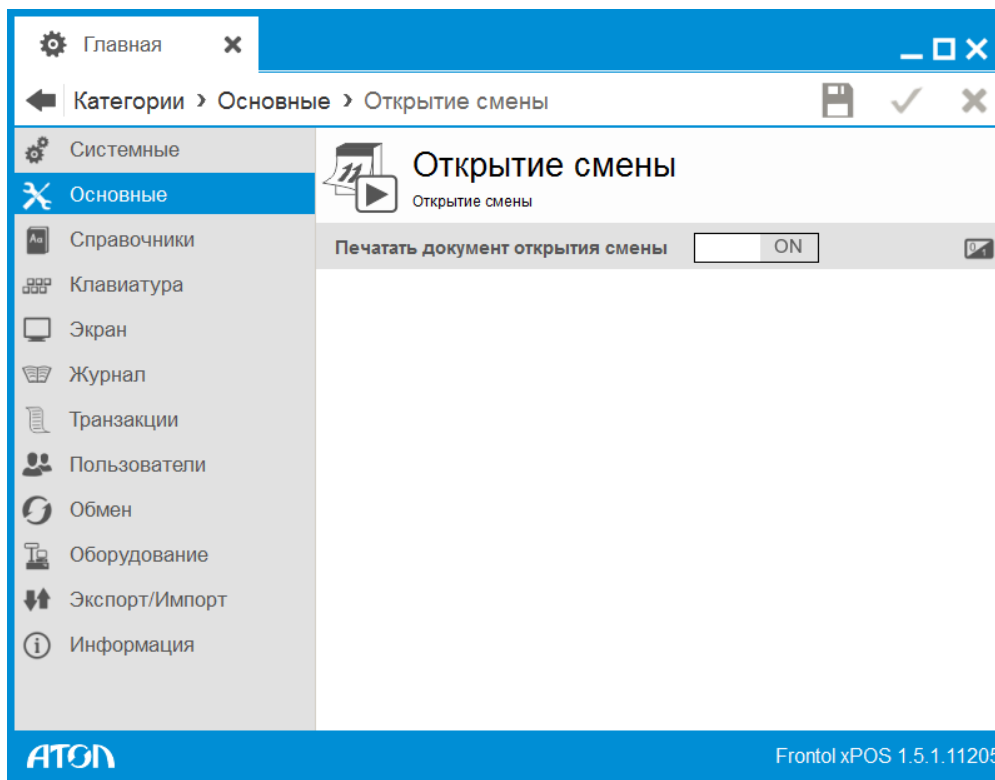 Главная
Категории › Основные › Открытие смены
Системные
Основные
Справочники
Клавиатура
Экран
Журнал
Транзакции
Пользователи
Обмен
Оборудование
Экспорт/Импорт
Информация
11
Открытие смены
Открытие смены
Печатать документ открытия смены ON
АТОЛ
Frontol xPOS 1.5.1.11205